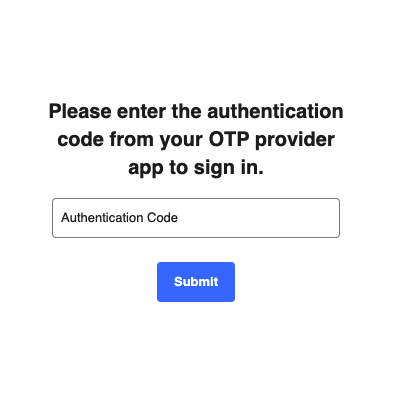 Please enter the authentication
code from your OTP provider
app to sign in.
Authentication Code
Submit